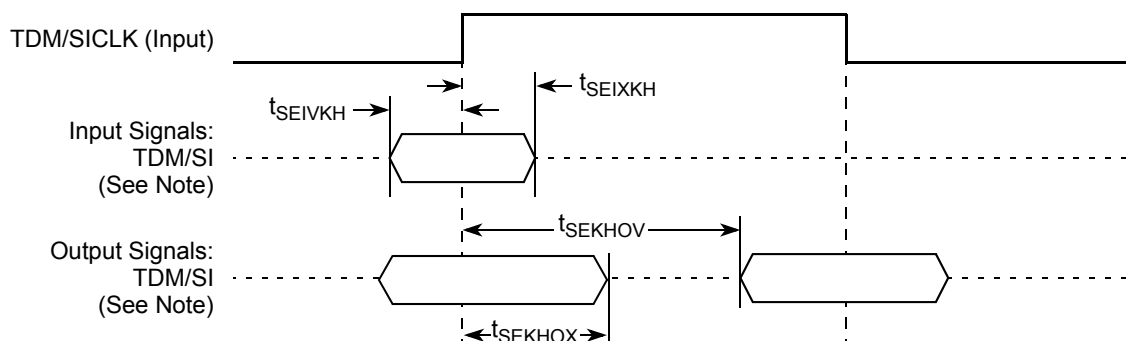 TDM/SICLK (Input)
tSEIXKH
tSEIVKH
Input Signals:
TDM/SI
(See Note)
tSEKHOV
Output Signals:
TDM/SI
(See Note)
tSEKHOX